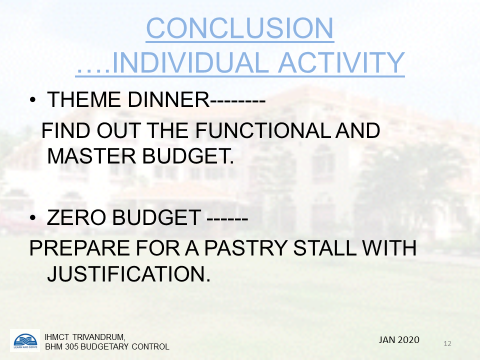 CONCLUSION
….INDIVIDUAL ACTIVITY
• THEME DINNER--------
FIND OUT THE FUNCTIONAL AND
MASTER BUDGET.
• ZERO BUDGET ------
PREPARE FOR A PASTRY STALL WITH
JUSTIFICATION.
IHMCT TRIVANDRUM,
BHM 305 BUDGETARY CONTROL
JAN 2020
12